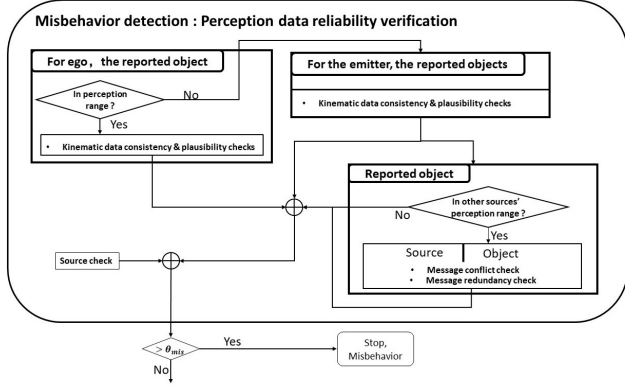 Misbehavior detection : Perception data reliability verification
For ego, the reported object
In perception
range ?
No
Yes
• Kinematic data consistency & plausibility checks
For the emitter, the reported objects
• Kinematic data consistency & plausibility checks
Reported object
In other sources'
perception range ?
No
Yes
Source Object
• Message conflict check
• Message redundancy check
Source check
> θmis
Yes
No
Stop,
Misbehavior